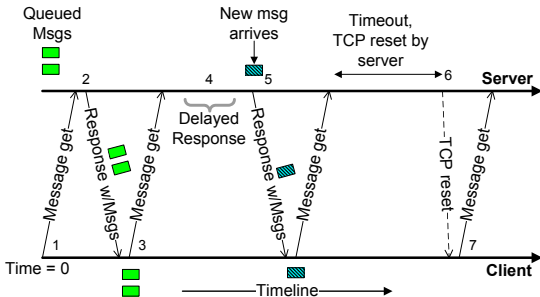 Queued
Msgs
New msg
arrives
Timeout,
TCP reset by
server
2
4
5
6
Server
Delayed
Response
Message get
Response w/Msgs
Message get
Response w/Msgs
Message get
TCP reset
Message get
1
3
7
Time = 0
Client
Timeline